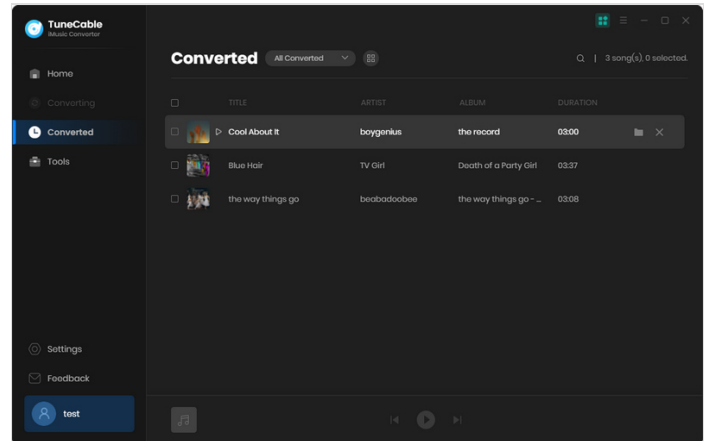 TuneCable
iMusic Converter
Home
Converting
Converted
Tools
Settings
Feedback
test
Converted
All Converted
3 song(s), 0 selected.
TITLE ARTIST ALBUM DURATION
Cool About It boygenius the record 03:00
Blue Hair TV Girl Death of a Party Girl 03:37
the way things go beabadoobee the way things go - ... 03:08